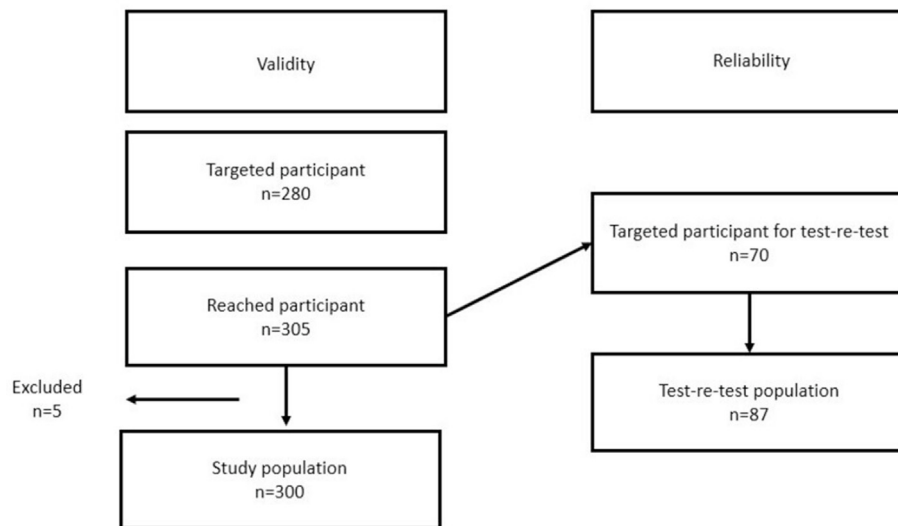 Validity
Targeted participant
n=280
Reached participant
n=305
Excluded
n=5
Study population
n=300
Reliability
Targeted participant for test-re-test
n=70
Test-re-test population
n=87